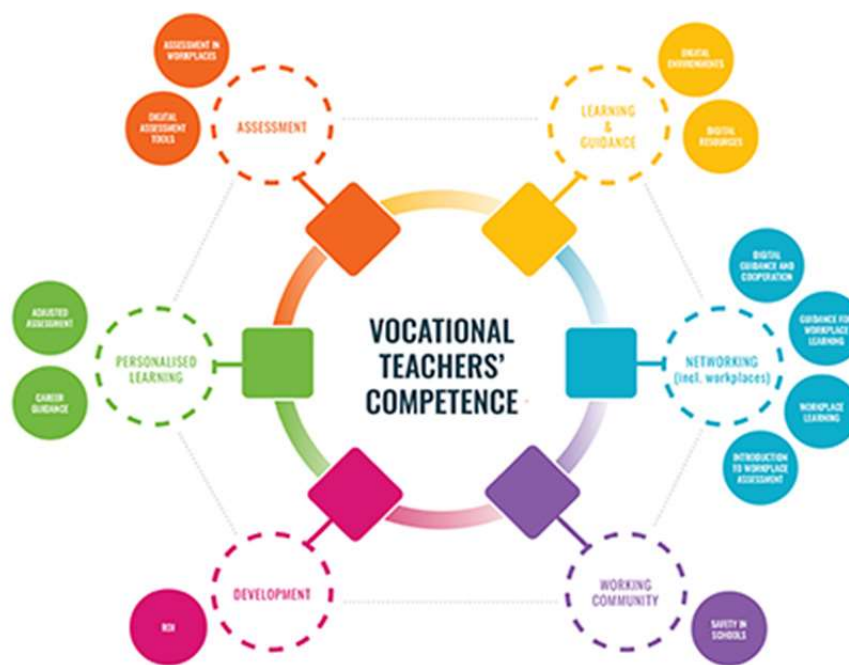 ASSESSMENT IN
WORKPLACES
DIGITAL
ASSESSMENT
TOOLS
ASSESSMENT
LEARNING
&
GUIDANCE
DIGITAL
ENVIRONMENTS
DIGITAL
RESOURCES
DIGITAL
GUIDANCE AND
COOPERATION
GUIDANCE FOR
WORKPLACE
LEARNING
NETWORKING
(incl. workplaces)
WORKPLACE
LEARNING
INTRODUCTION
TO WORKPLACE
ASSESSMENT
VOCATIONAL
TEACHERS'
COMPETENCE
ADJUSTED
ASSESSMENT
PERSONALISED
LEARNING
CAREER
GUIDANCE
DEVELOPMENT
WORKING
COMMUNITY
SAFETY IN
SCHOOLS